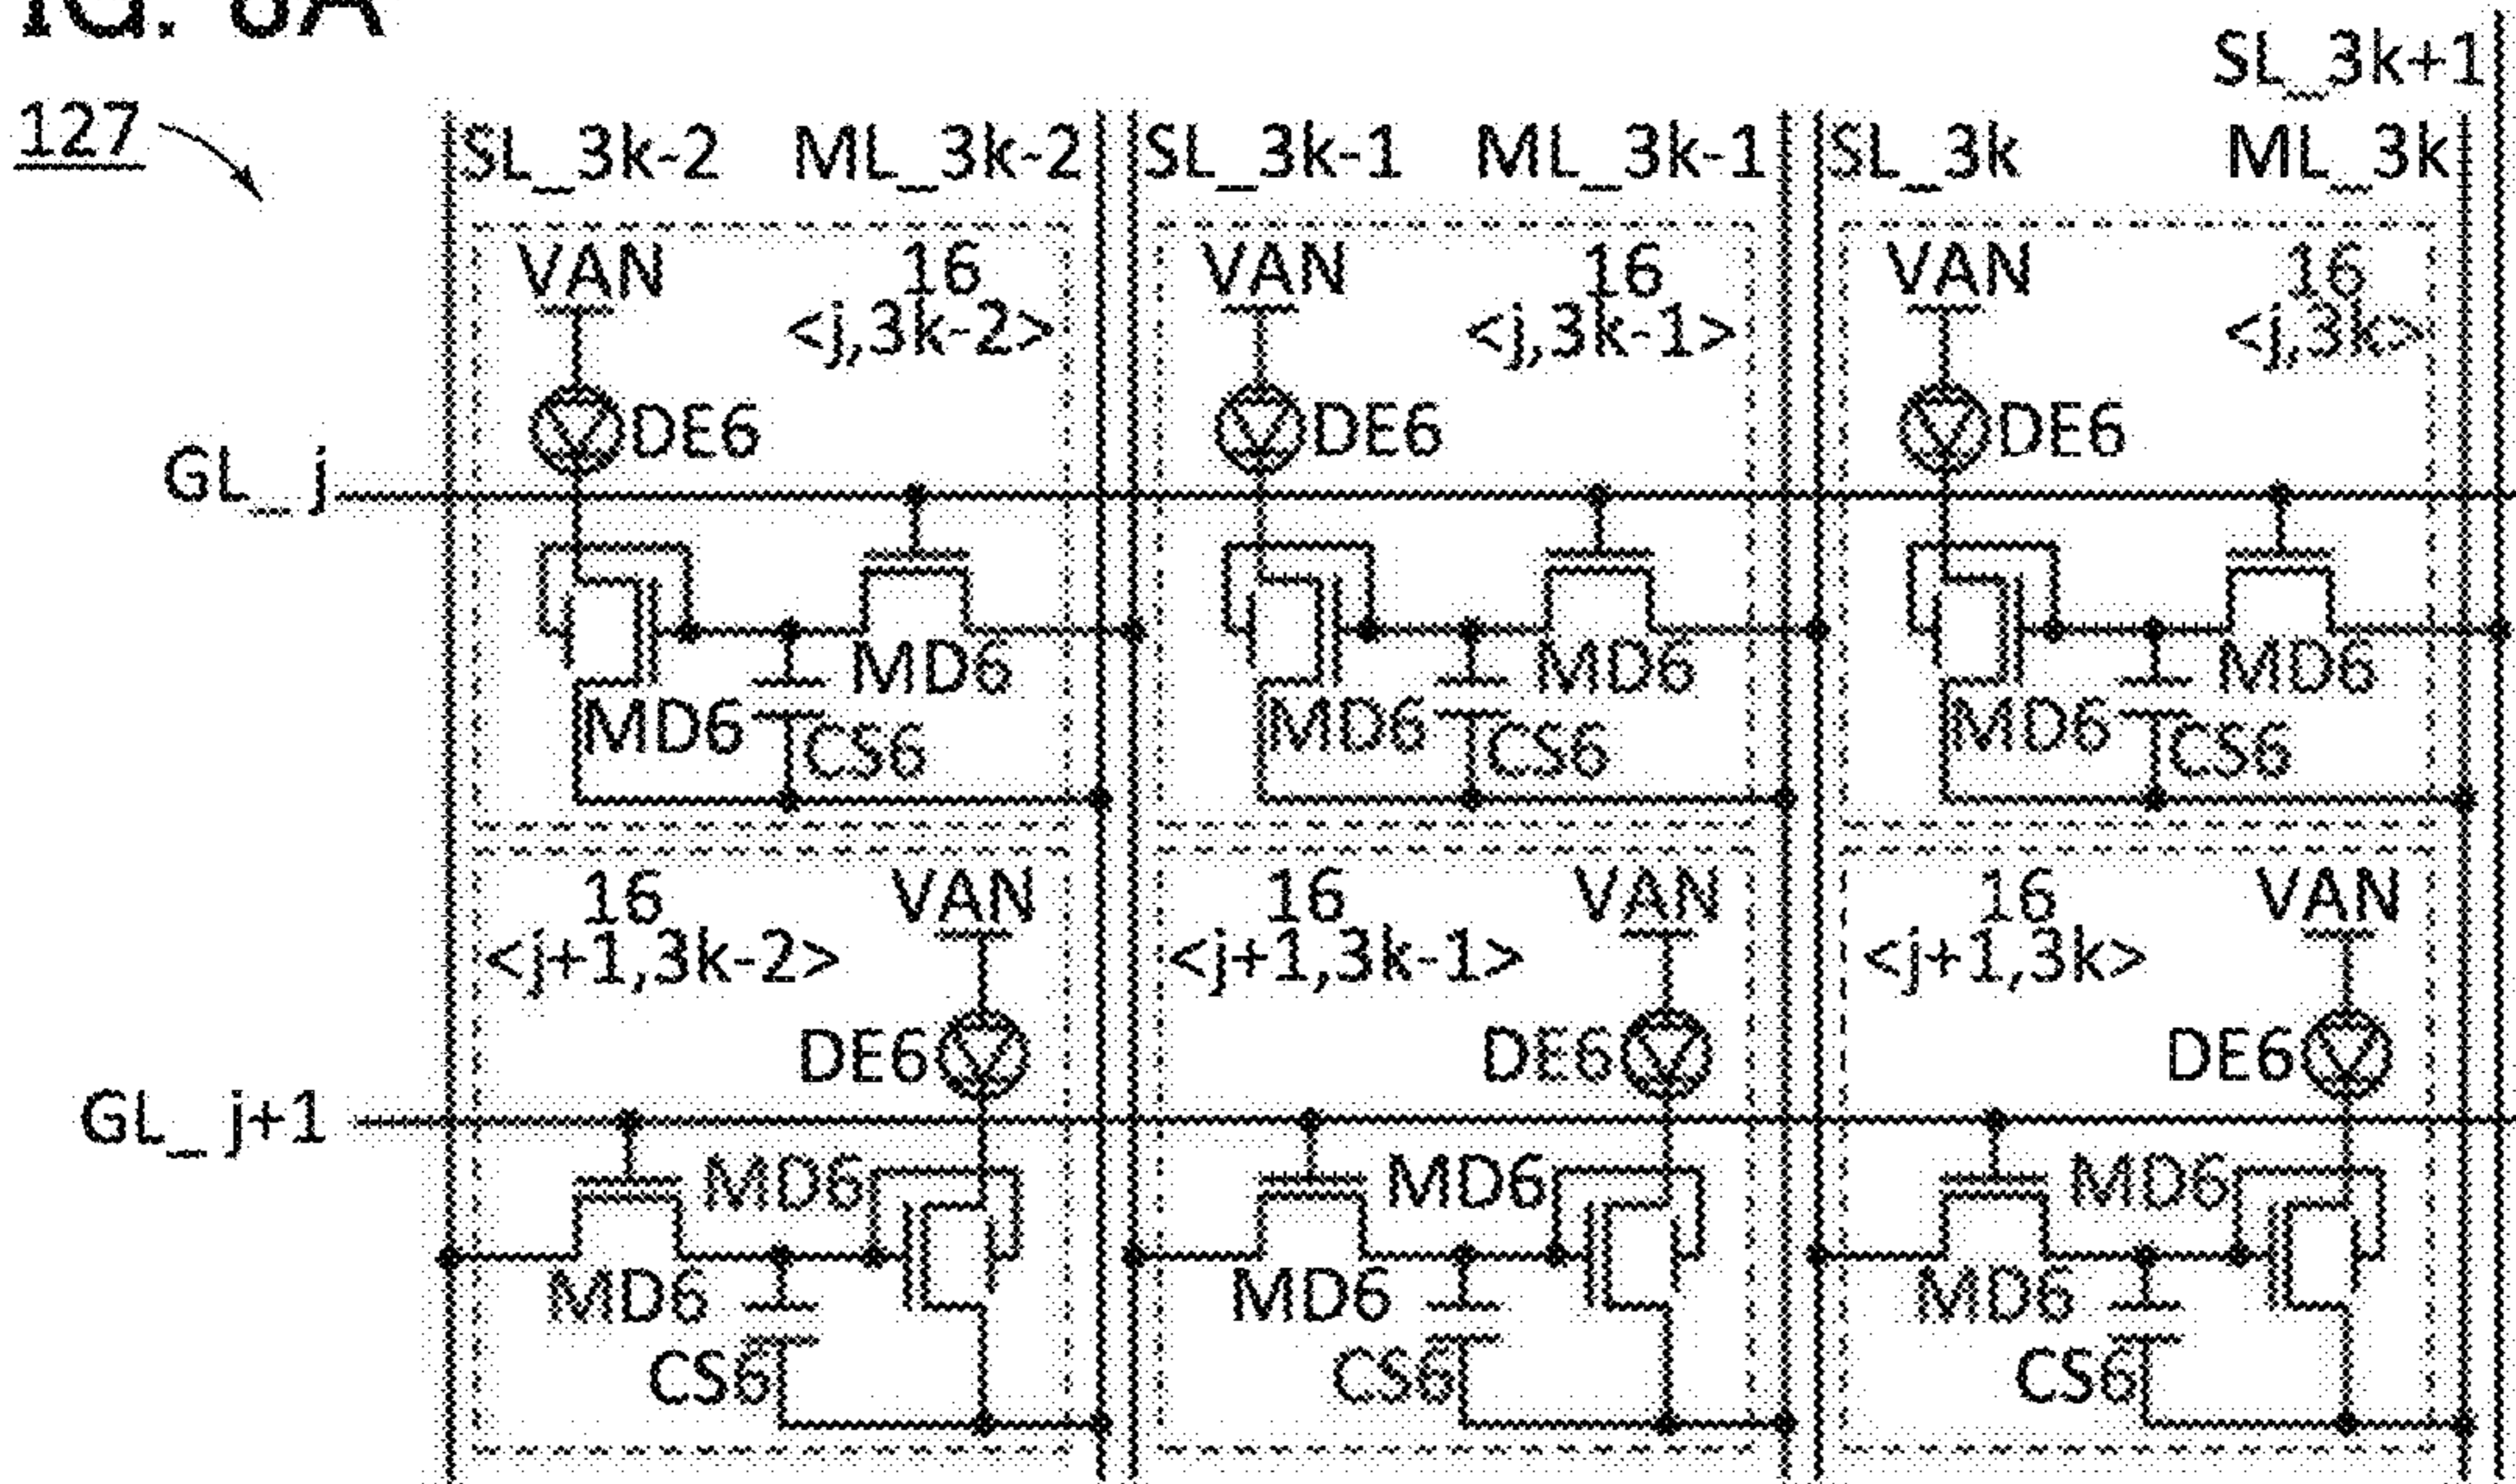 FIG. 8A
SL_3k+1
127
SL_3k-2 ML_3k-2 SL_3k-1 ML_3k-1 SL_3k ML_3k
VAN 16 VAN 16 VAN 16
<j,3k-2> <j,3k-1> <j,3k>
DE6 DE6 DE6
GL_j
MD6 MD6 MD6
MD6 MD6 MD6
CS6 CS6 CS6
16 VAN 16 VAN 16 VAN
<j+1,3k-2> <j+1,3k-1> <j+1,3k>
DE6 DE6 DE6
GL_j+1
MD6 MD6 MD6
MD6 MD6 MD6
CS6 CS6 CS6